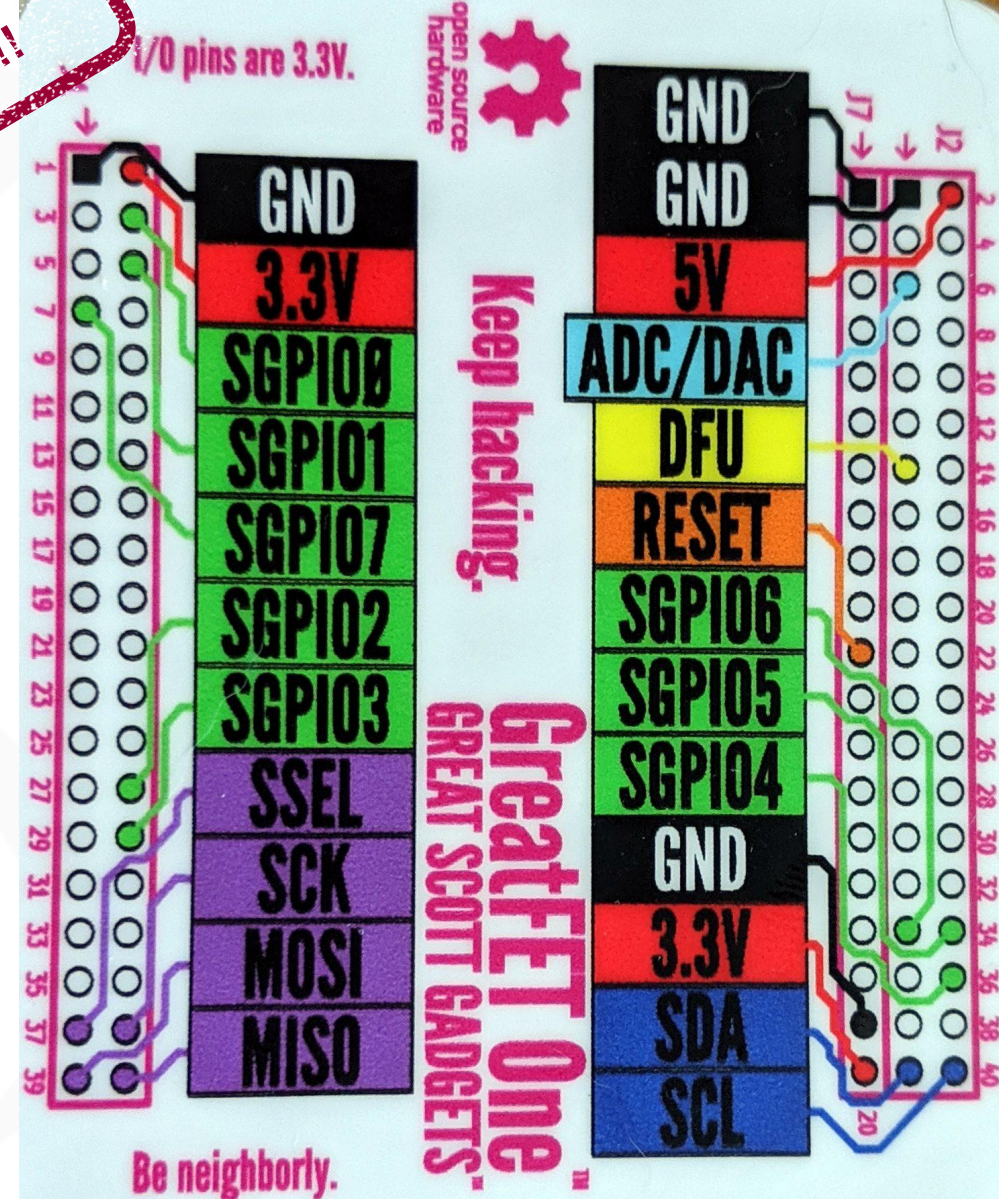 !!
I/O pins are 3.3V.
open source
hardware
1
3
5
7
9
11
13
15
17
19
21
23
25
27
29
31
33
35
37
39
GND
3.3V
SGPIO0
SGPIO1
SGPIO7
SGPIO2
SGPIO3
SSEL
SCK
MOSI
MISO
Keep hacking.
GreatFET One™
GREAT SCOTT GADGETS™
GND
GND
5V
ADC/DAC
DFU
RESET
SGPIO6
SGPIO5
SGPIO4
GND
3.3V
SDA
SCL
J7
J2
2
4
6
8
10
12
14
16
18
20
22
24
26
28
30
32
34
36
38
40
20
Be neighborly.